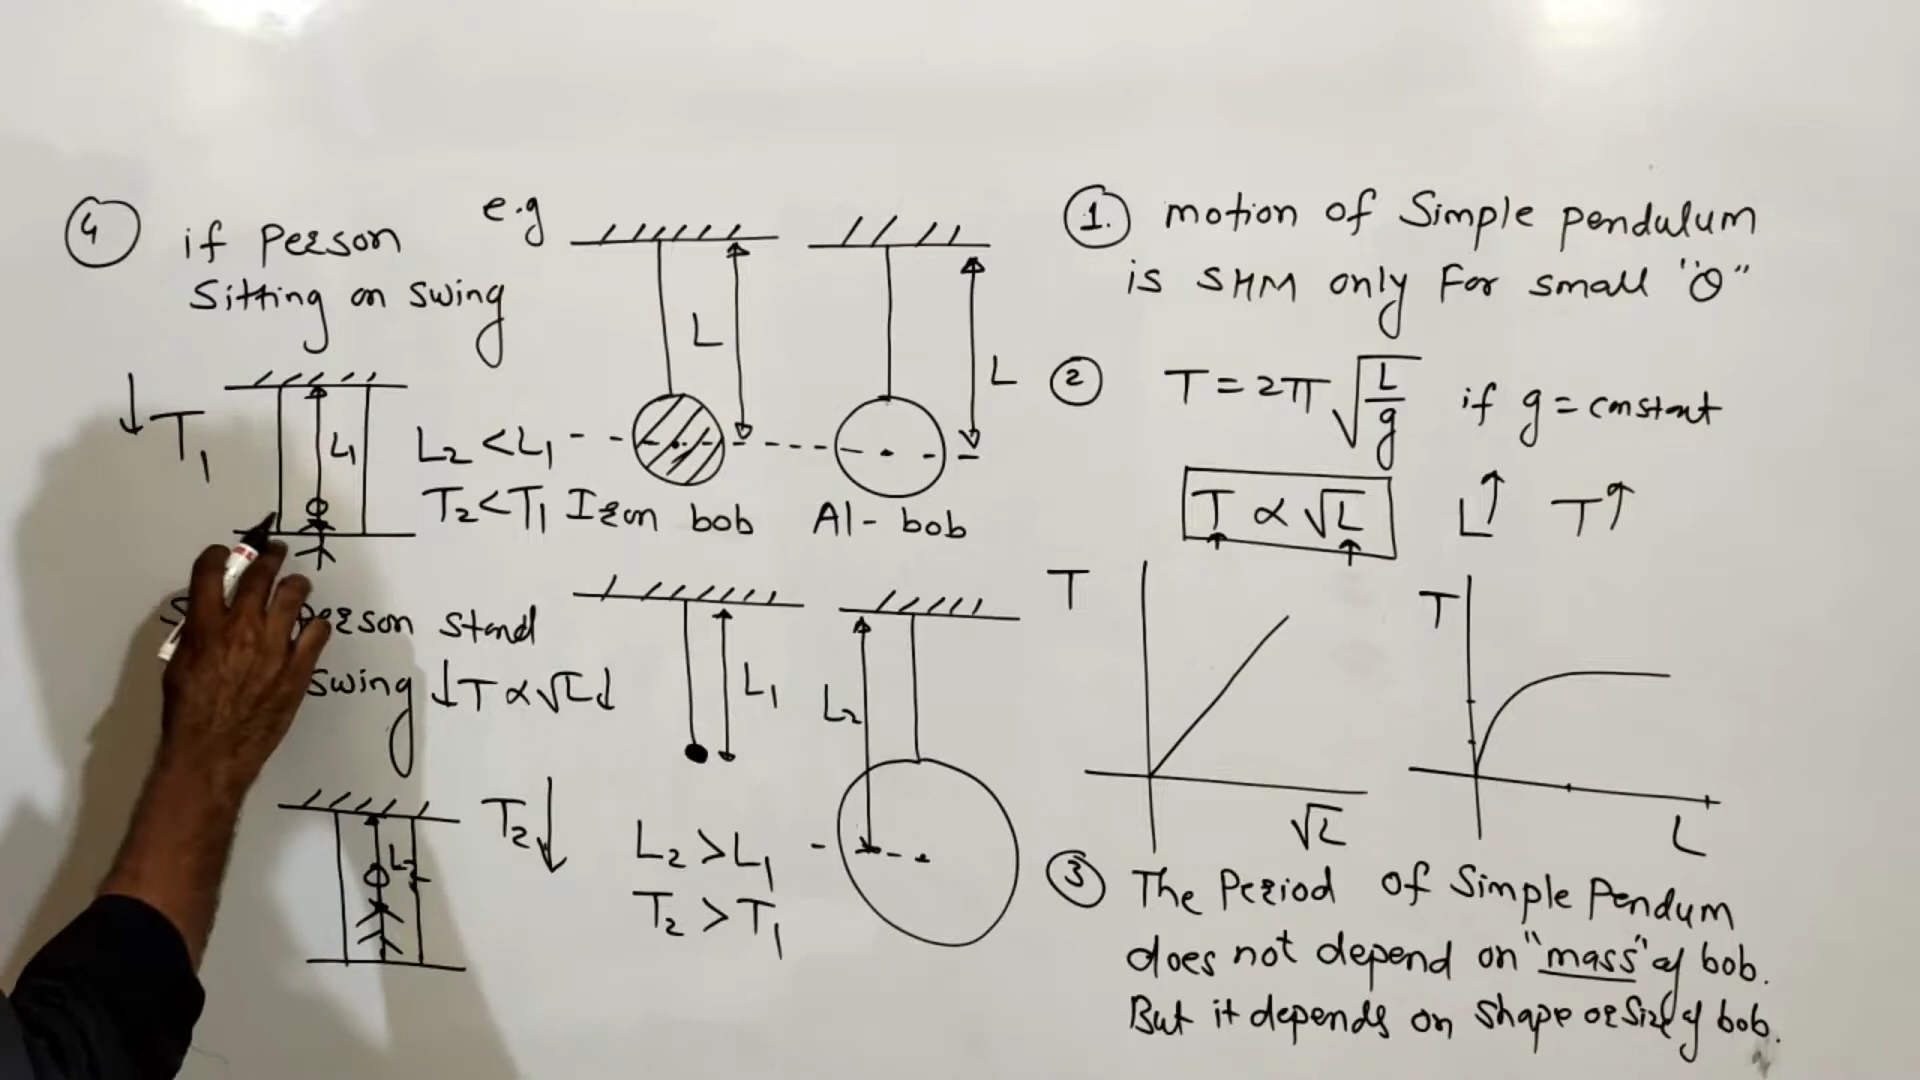 4 if Person
Sitting on swing
T1
L1
L2 < L1
T2 < T1
Person stand
swing ↓T ∝ √L↓
T2 ↓
L2
e.g
L
L
Iron bob
Al - bob
L1
L2
L2 > L1
T2 > T1
1. motion of Simple pendulum
is SHM only For small "θ"
2 T = 2π √L/g if g = constant
T ∝ √L L↑ T↑
T
√L
T
L
3 The Period of Simple Pendum
does not depend on "mass" of bob.
But it depends on shape or size of bob.